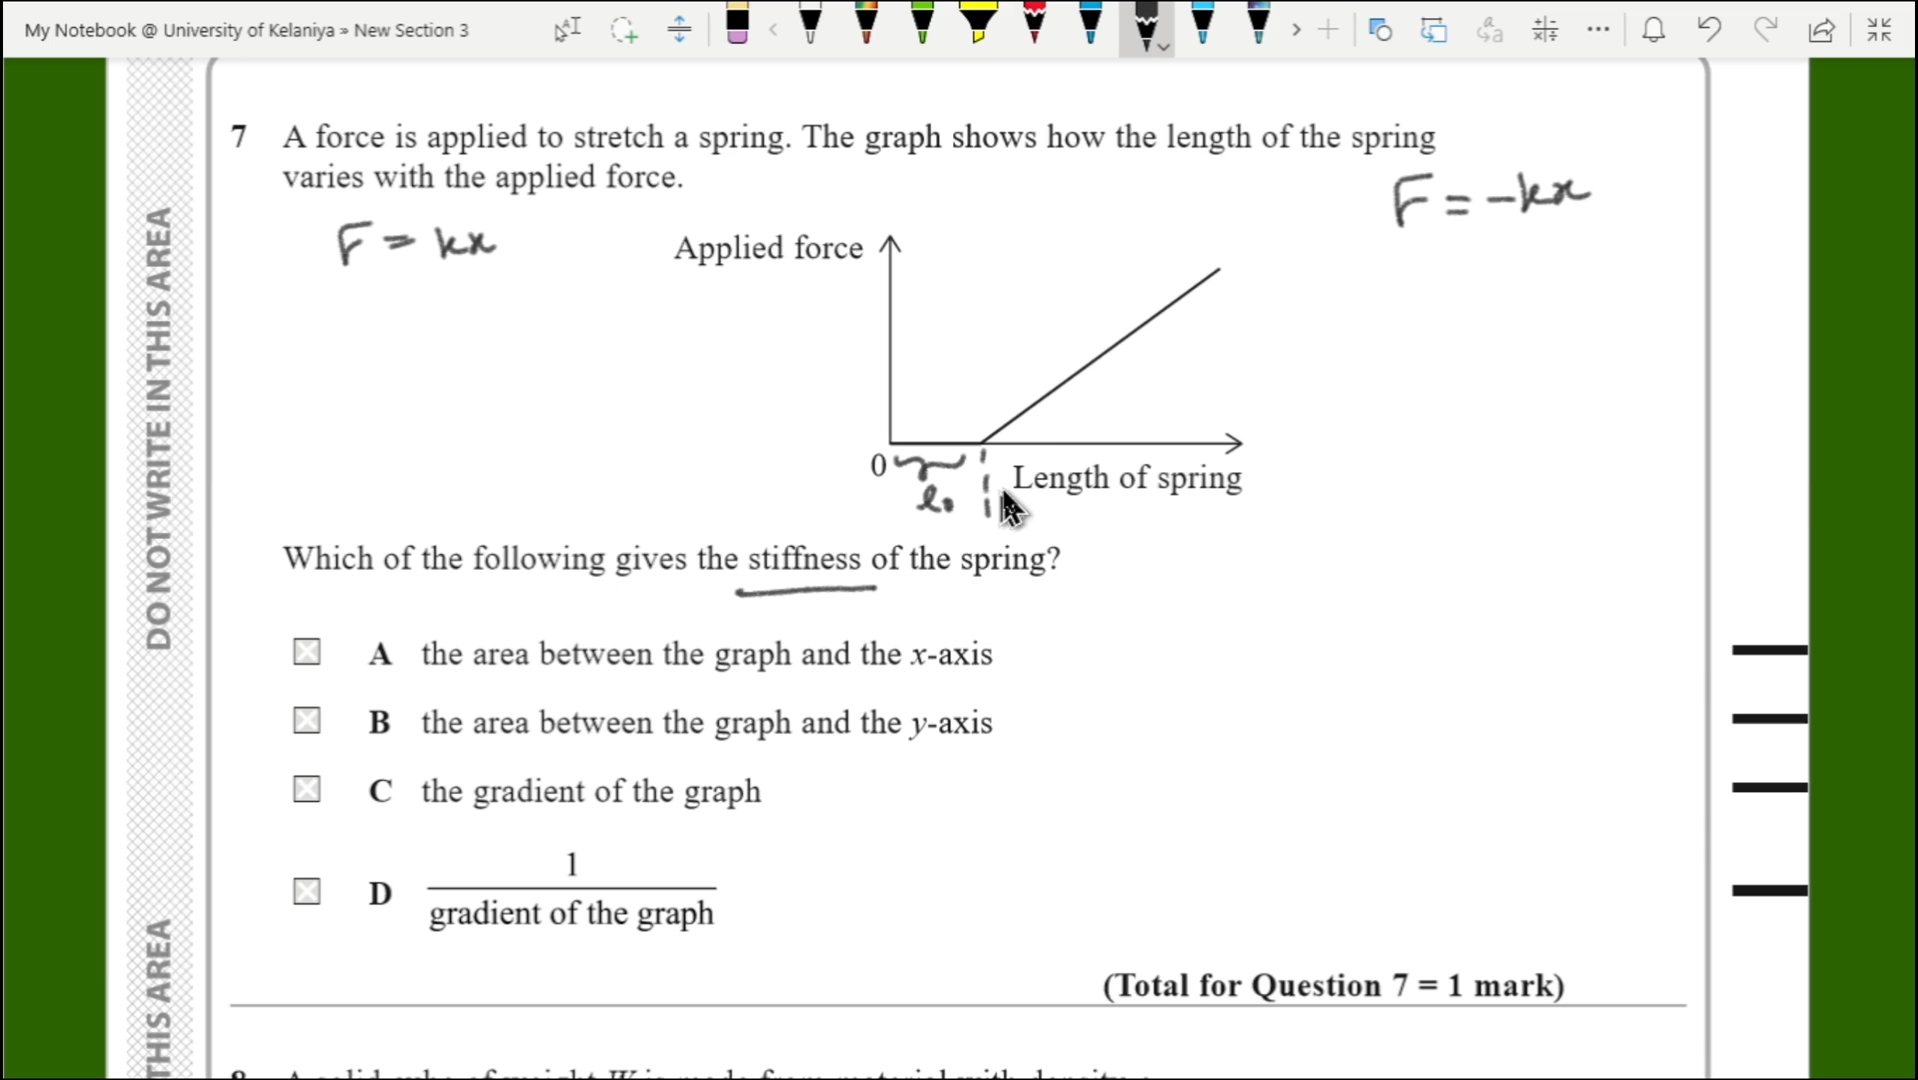 My Notebook @ University of Kelaniya » New Section 3
DO NOT WRITE IN THIS AREA
THIS AREA
7 A force is applied to stretch a spring. The graph shows how the length of the spring
varies with the applied force.
F = -kx
F = kx
Applied force
0
l₀
Length of spring
Which of the following gives the stiffness of the spring?
A the area between the graph and the x-axis
B the area between the graph and the y-axis
C the gradient of the graph
D 1
gradient of the graph
(Total for Question 7 = 1 mark)